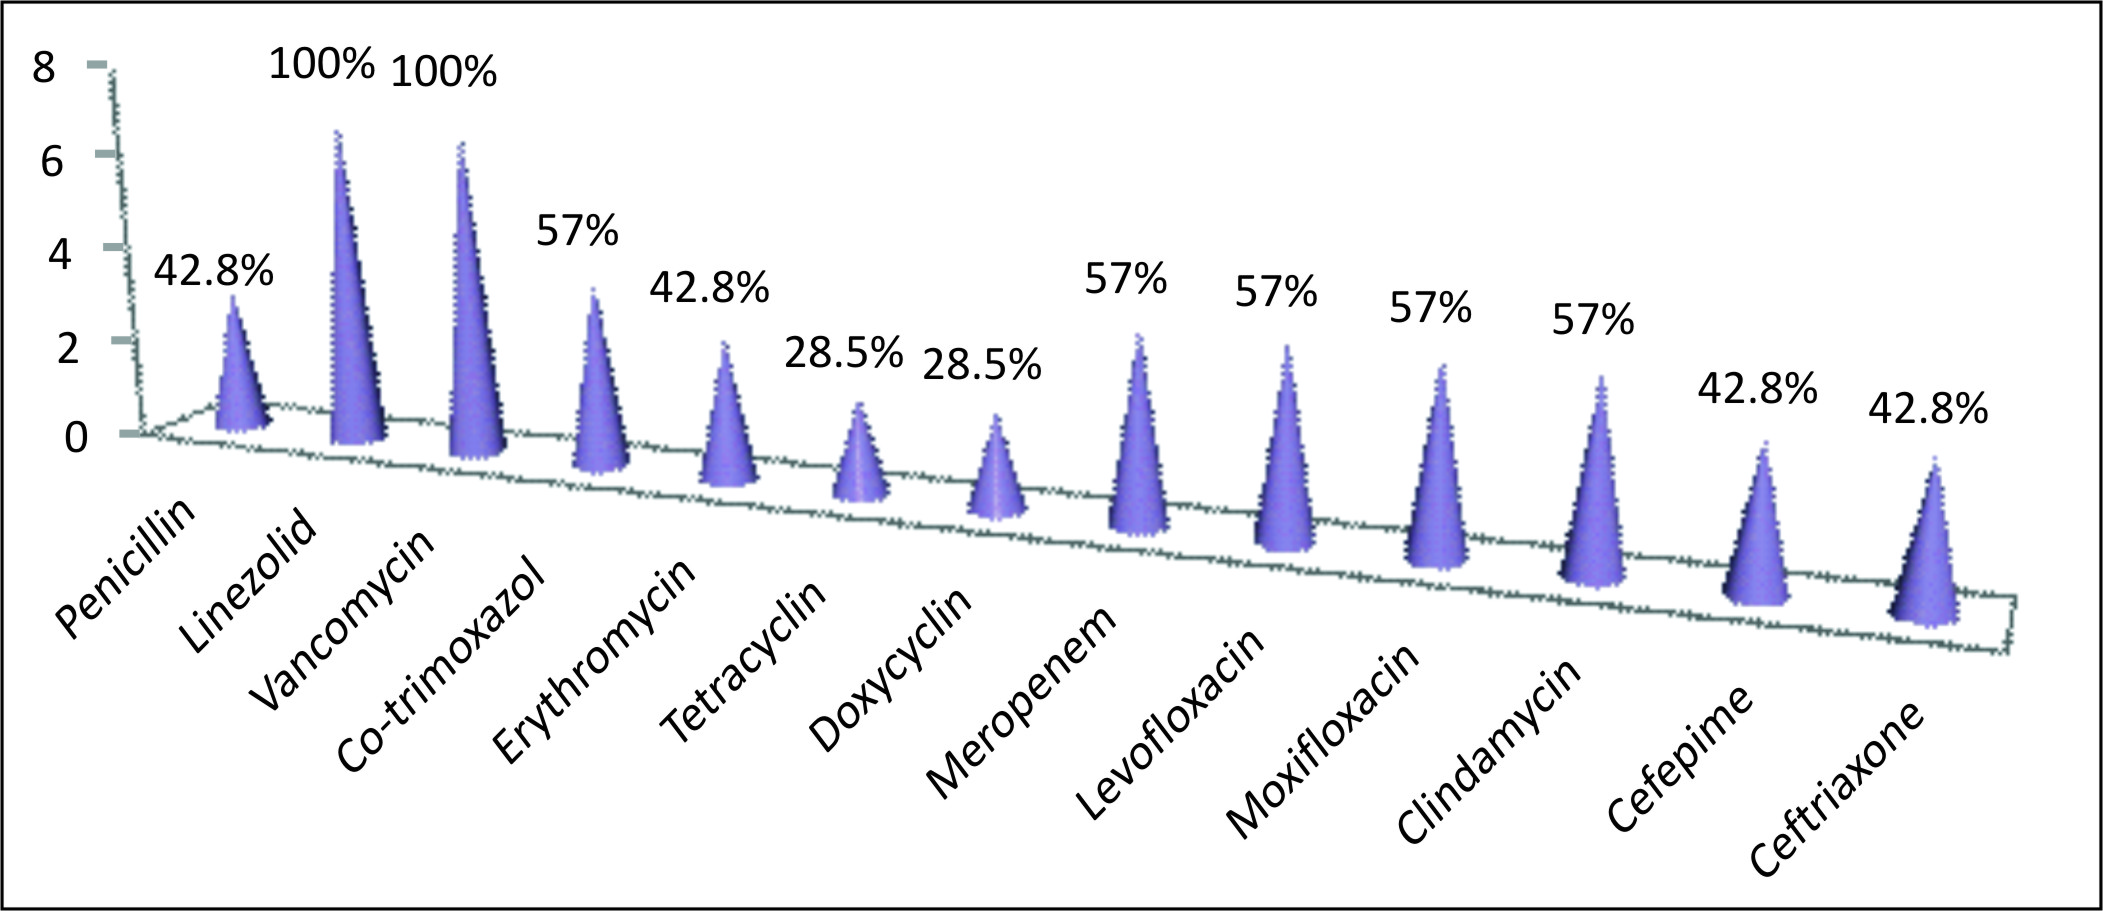 8
6
4
2
0
42.8%
100%
100%
57%
42.8%
28.5%
28.5%
57%
57%
57%
57%
42.8%
42.8%
Penicillin
Linezolid
Vancomycin
Co-trimoxazol
Erythromycin
Tetracyclin
Doxycyclin
Meropenem
Levofloxacin
Moxifloxacin
Clindamycin
Cefepime
Ceftriaxone